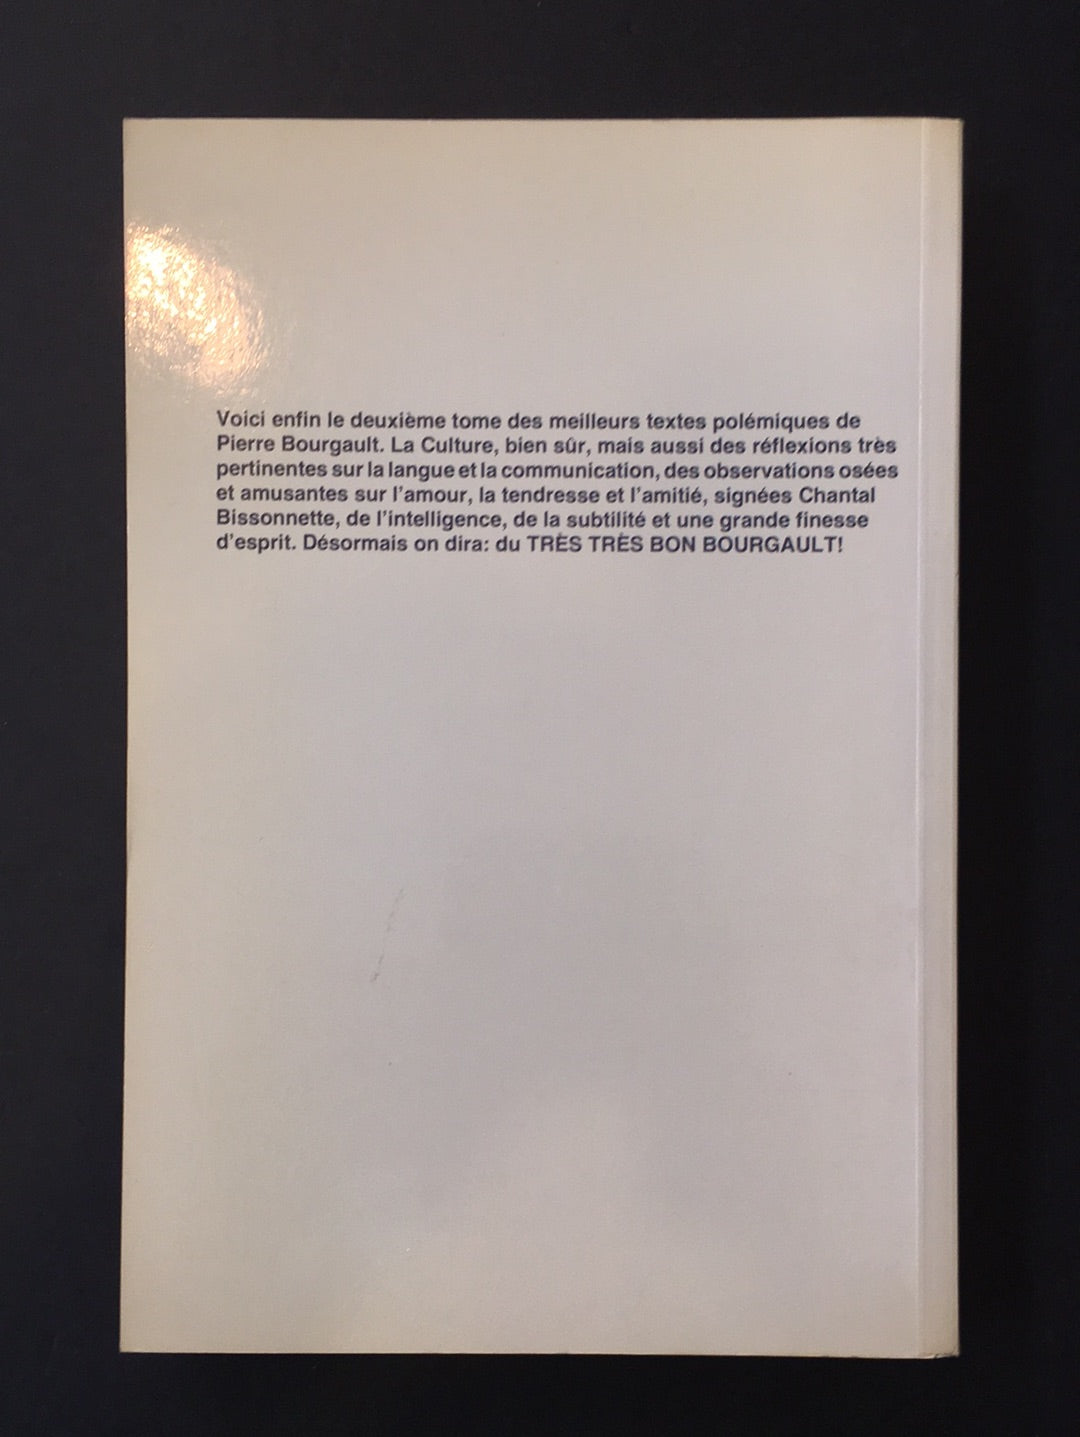 Voici enfin le deuxième tome des meilleurs textes polémiques de
Pierre Bourgault. La Culture, bien sûr, mais aussi des réflexions très
pertinentes sur la langue et la communication, des observations osées
et amusantes sur l'amour, la tendresse et l'amitié, signées Chantal
Bissonnette, de l'intelligence, de la subtilité et une grande finesse
d'esprit. Désormais on dira: du TRÈS TRÈS BON BOURGAULT!